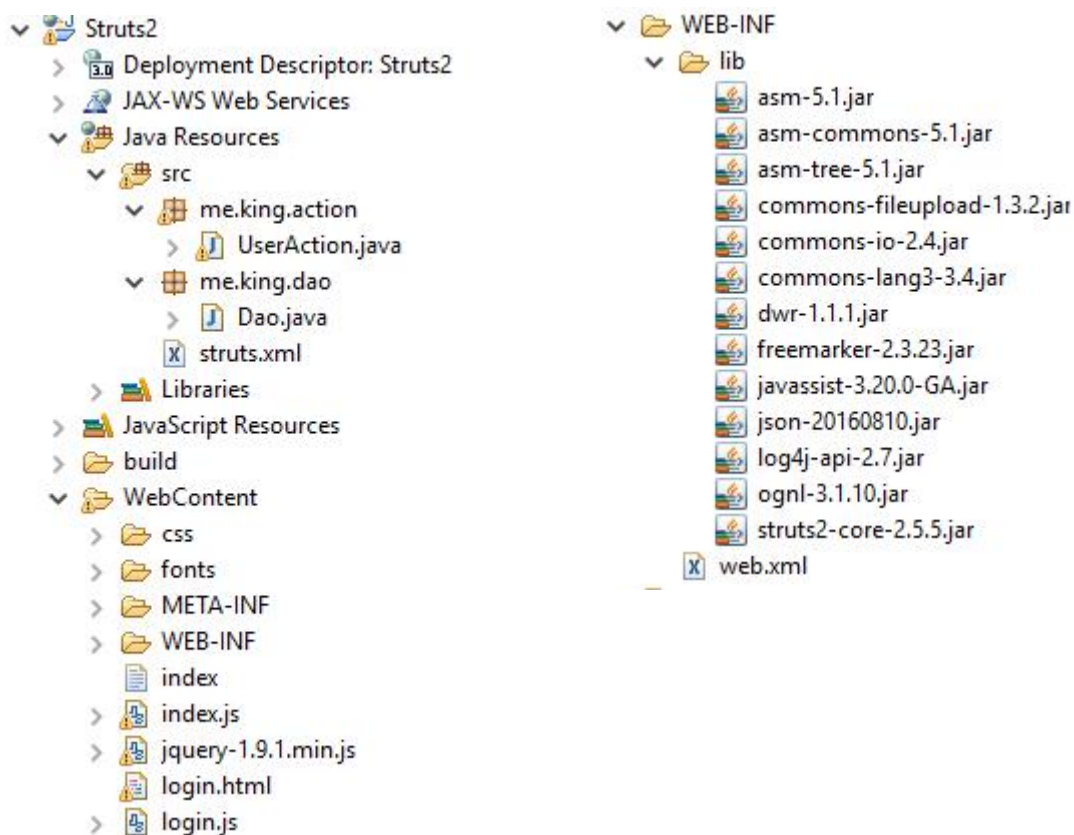 Struts2
3.0 Deployment Descriptor: Struts2
JAX-WS Web Services
Java Resources
src
me.king.action
J UserAction.java
me.king.dao
J Dao.java
X struts.xml
Libraries
JavaScript Resources
build
WebContent
css
fonts
META-INF
WEB-INF
index
index.js
jquery-1.9.1.min.js
login.html
login.js
WEB-INF
lib
asm-5.1.jar
asm-commons-5.1.jar
asm-tree-5.1.jar
commons-fileupload-1.3.2.jar
commons-io-2.4.jar
commons-lang3-3.4.jar
dwr-1.1.1.jar
freemarker-2.3.23.jar
javassist-3.20.0-GA.jar
json-20160810.jar
log4j-api-2.7.jar
ognl-3.1.10.jar
struts2-core-2.5.5.jar
X web.xml